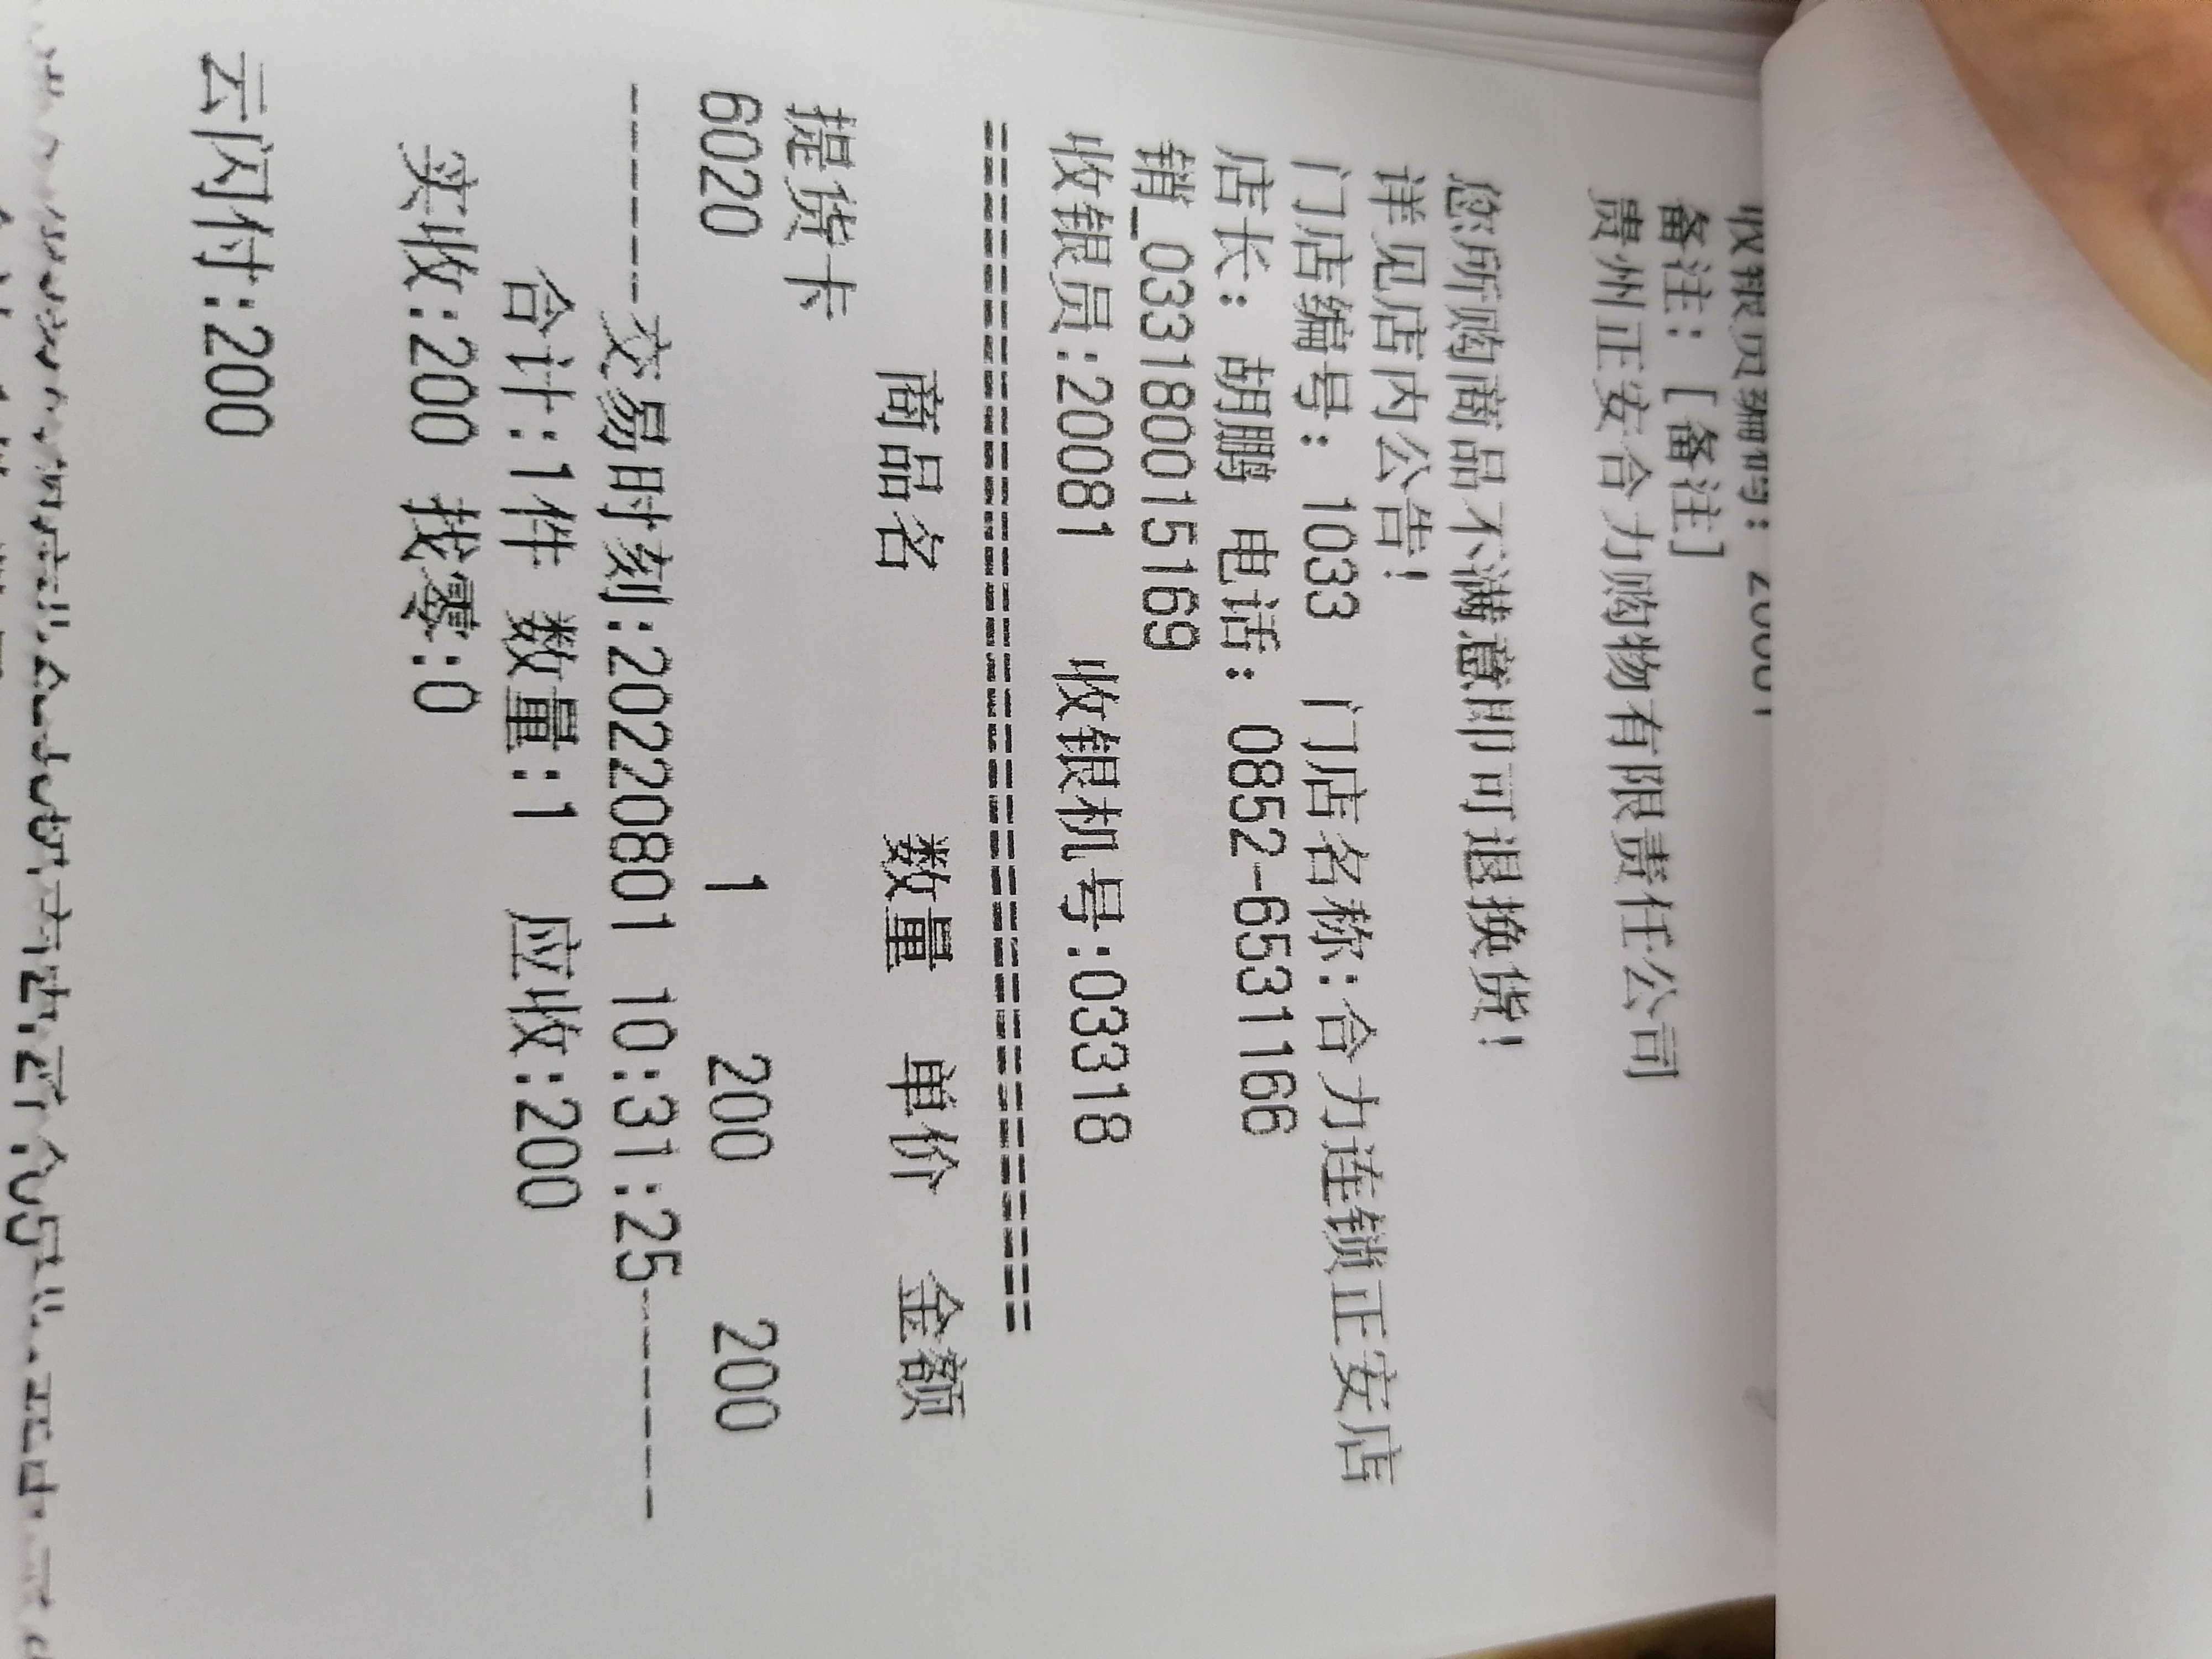 备注: [备注]
贵州正安合力购物有限责任公司
您所购商品不满意即可退换货!
详见店内公告!
门店编号: 1033 门店名称:合力连锁正安店
店长: 胡鹏 电话: 0852-6531166
销_033180015169
收银员:20081 收银机号:03318
================================
商品名 数量 单价 金额
提货卡
6020 1 200 200
------交易时刻:20220801 10:31:25------
合计:1件 数量:1 应收:200
实收:200 找零:0
云闪付:200